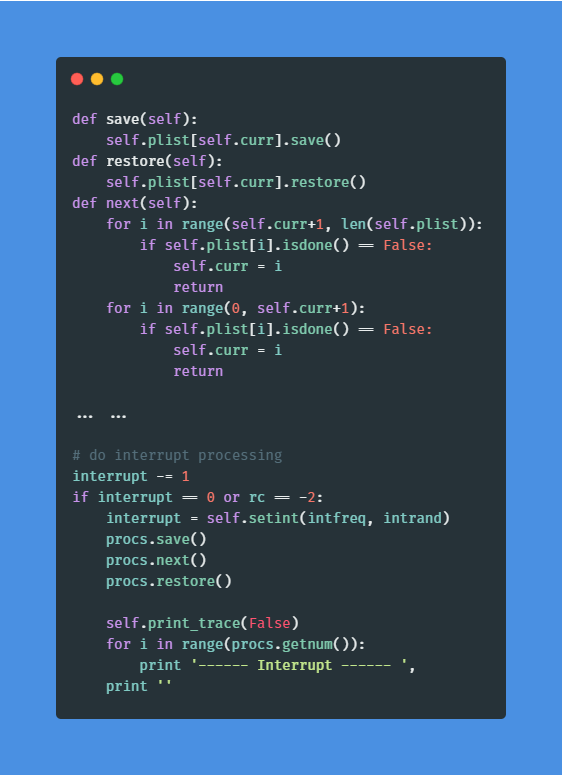 def save(self):
    self.plist[self.curr].save()
def restore(self):
    self.plist[self.curr].restore()
def next(self):
    for i in range(self.curr+1, len(self.plist)):
        if self.plist[i].isdone() == False:
            self.curr = i
            return
    for i in range(0, self.curr+1):
        if self.plist[i].isdone() == False:
            self.curr = i
            return
... ...
# do interrupt processing
interrupt -= 1
if interrupt == 0 or rc == -2:
    interrupt = self.setint(intfreq, intrand)
    procs.save()
    procs.next()
    procs.restore()
    self.print_trace(False)
    for i in range(procs.getnum()):
        print '------ Interrupt ------ ',
    print ''